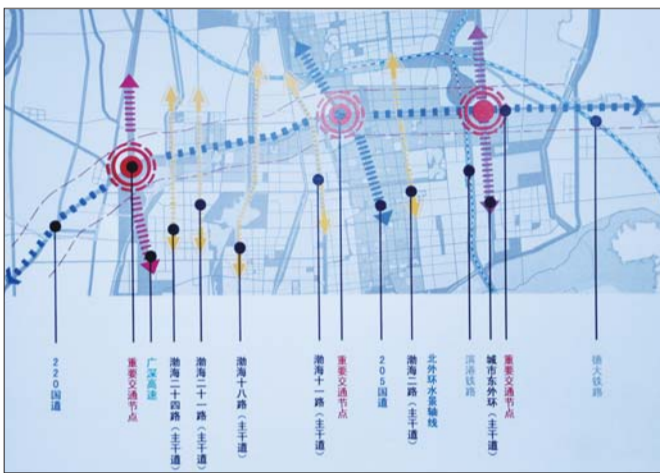 220国道
重要交通节点
广深高速
渤海二十四路(主干道)
渤海二十一路(主干道)
渤海十八路(主干道)
渤海十一路(主干道)
重要交通节点
205国道
渤海二路(主干道)
北外环水景轴线
滨港铁路
城市东外环(主干道)
重要交通节点
德大铁路